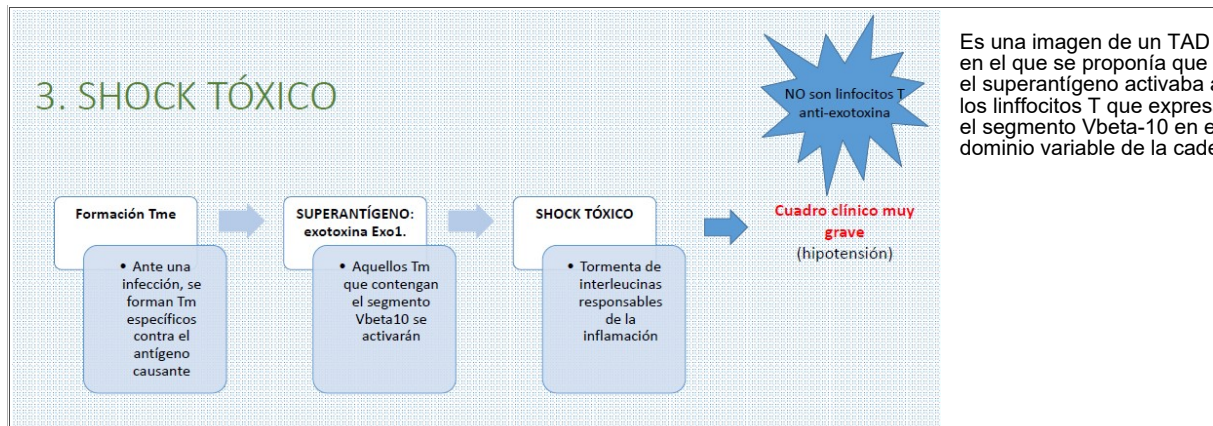 3. SHOCK TÓXICO
NO son linfocitos T
anti-exotoxina
Formación Tme
• Ante una
infección, se
forman Tm
específicos
contra el
antígeno
causante
SUPERANTÍGENO:
exotoxina Exo1.
• Aquellos Tm
que contengan
el segmento
Vbeta10 se
activarán
SHOCK TÓXICO
• Tormenta de
interleucinas
responsables
de la
inflamación
Cuadro clínico muy
grave
(hipotensión)
Es una imagen de un TAD
en el que se proponía que
el superantígeno activaba
los linffocitos T que
el segmento Vbeta-10 en
dominio variable de la